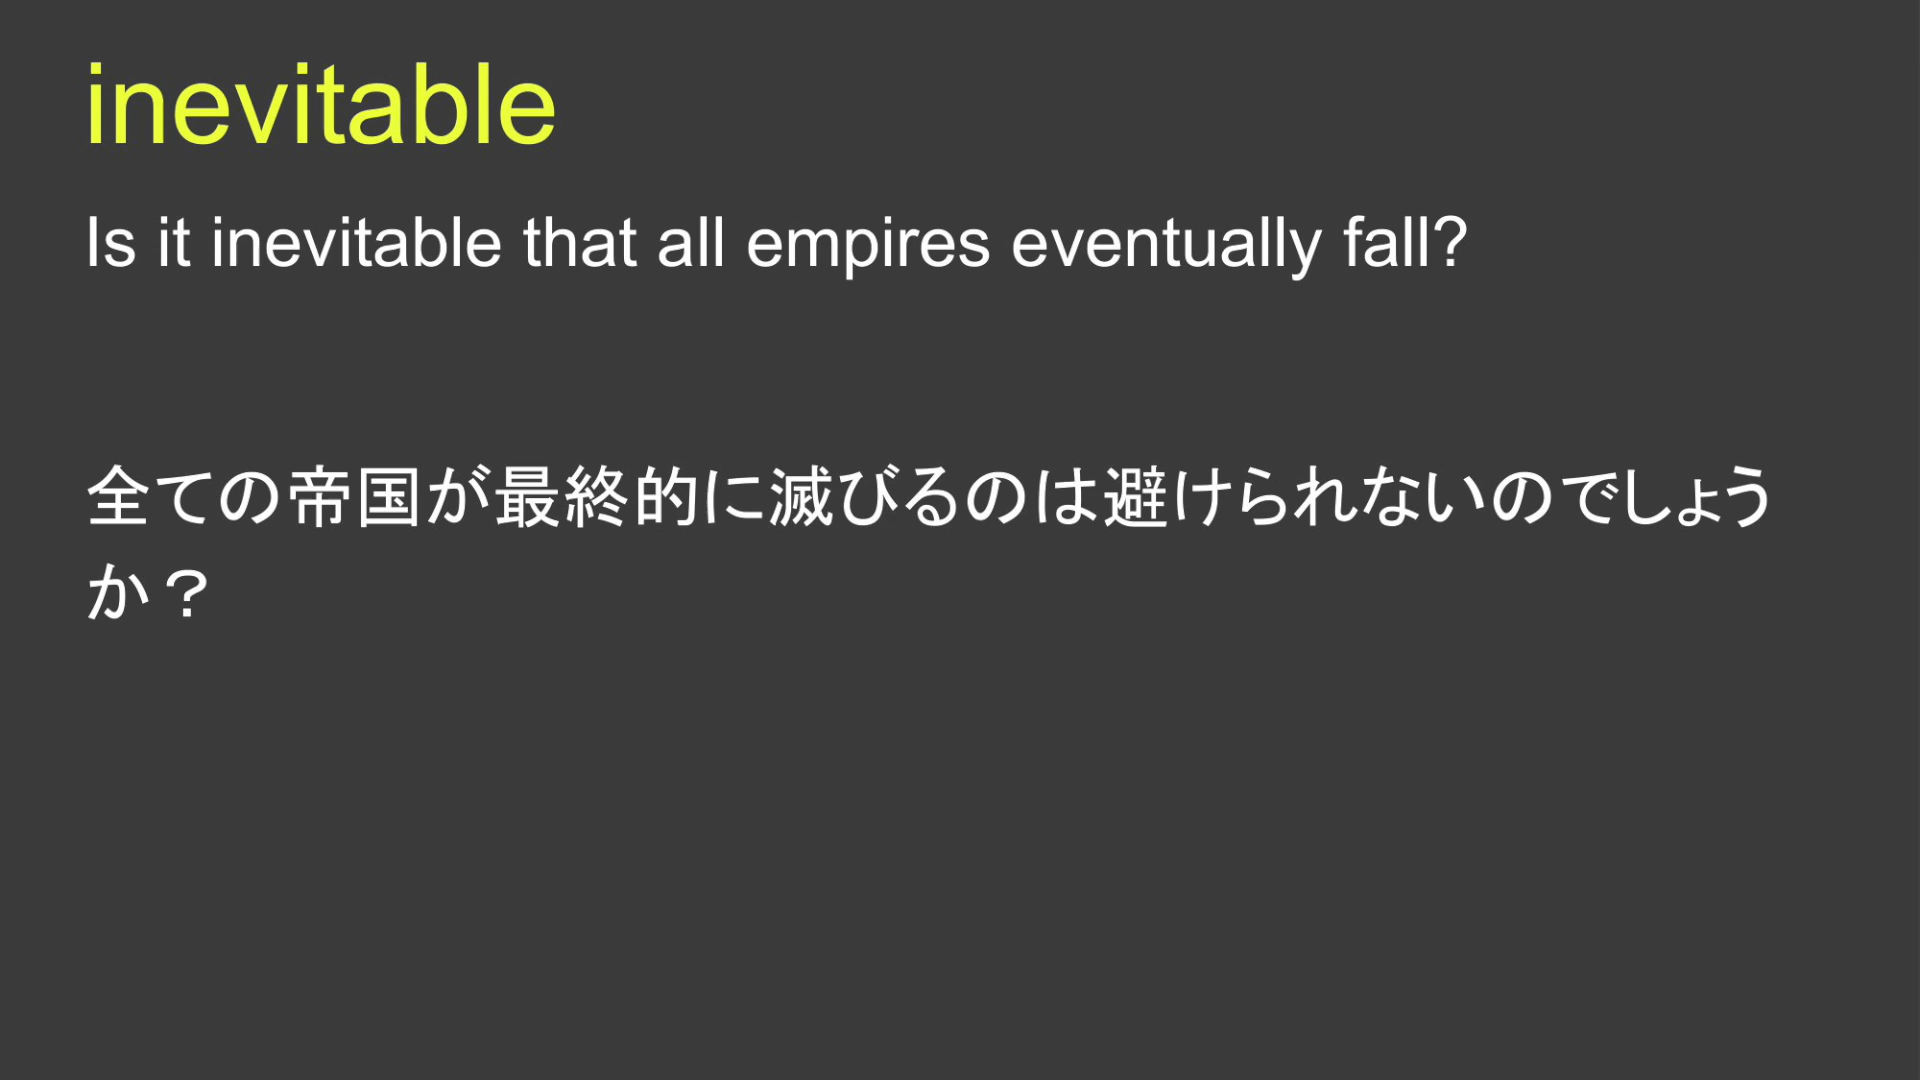 inevitable
Is it inevitable that all empires eventually fall?
全ての帝国が最終的に滅びるのは避けられないのでしょう
か？